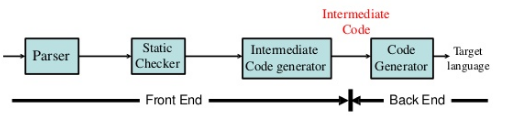 Intermediate
Code
Parser
Static
Checker
Intermediate
Code generator
Code
Generator
Target
language
Front End
Back End